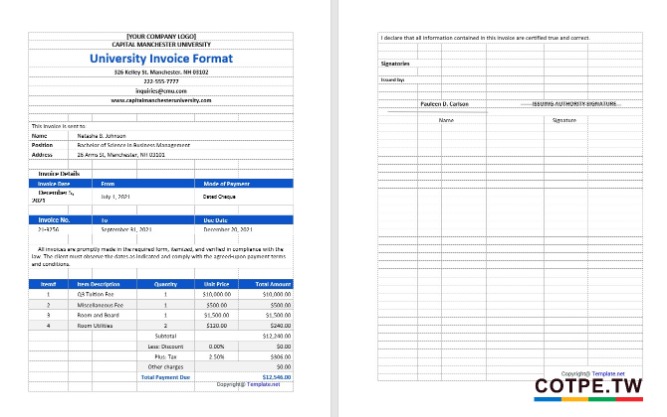 [YOUR COMPANY LOGO]
CAPITAL MANCHESTER UNIVERSITY
University Invoice Format
526 Kelley St. Manchester, NH 03102
222-555-7777
inquiries@cmu.com
www.capitalmanchesteruniversity.com
This invoice is sent to
Name Natasha S. Johnson
Position Bachelor of Science in Business Management
Address 26 Arms St, Manchester, NH 03101
Invoice Details
Invoice Date From Mode of Payment
December 5, 2021 July 1, 2021 Dated Cheque
Invoice No. To Due Date
21-4256 September 31, 2021 December 20, 2021
All invoices are promptly made in the required form, itemized, and verified in compliance with the
law. The client must observe the dates as indicated and comply with the agreed-upon payment terms
and conditions.
Item# Item Description Quantity Unit Price Total Amount
1 Q3 Tuition Fee 1 $10,000.00 $10,000.00
2 Miscellaneous Fee 1 $500.00 $500.00
3 Room and Board 1 $1,500.00 $1,500.00
4 Room Utilities 2 $120.00 $240.00
Subtotal $12,240.00
Less: Discount 0.00% $0.00
Plus: Tax 2.50% $306.00
Other charges $0.00
Total Payment Due $12,546.00
Copyright@ Template.net
I declare that all information contained in this invoice are certified true and correct.
Signatories
Issued by:
Pauleen D. Carlson ISSUING AUTHORITY SIGNATURE
Name Signature
Copyright@ Template.net
COTPE.TW